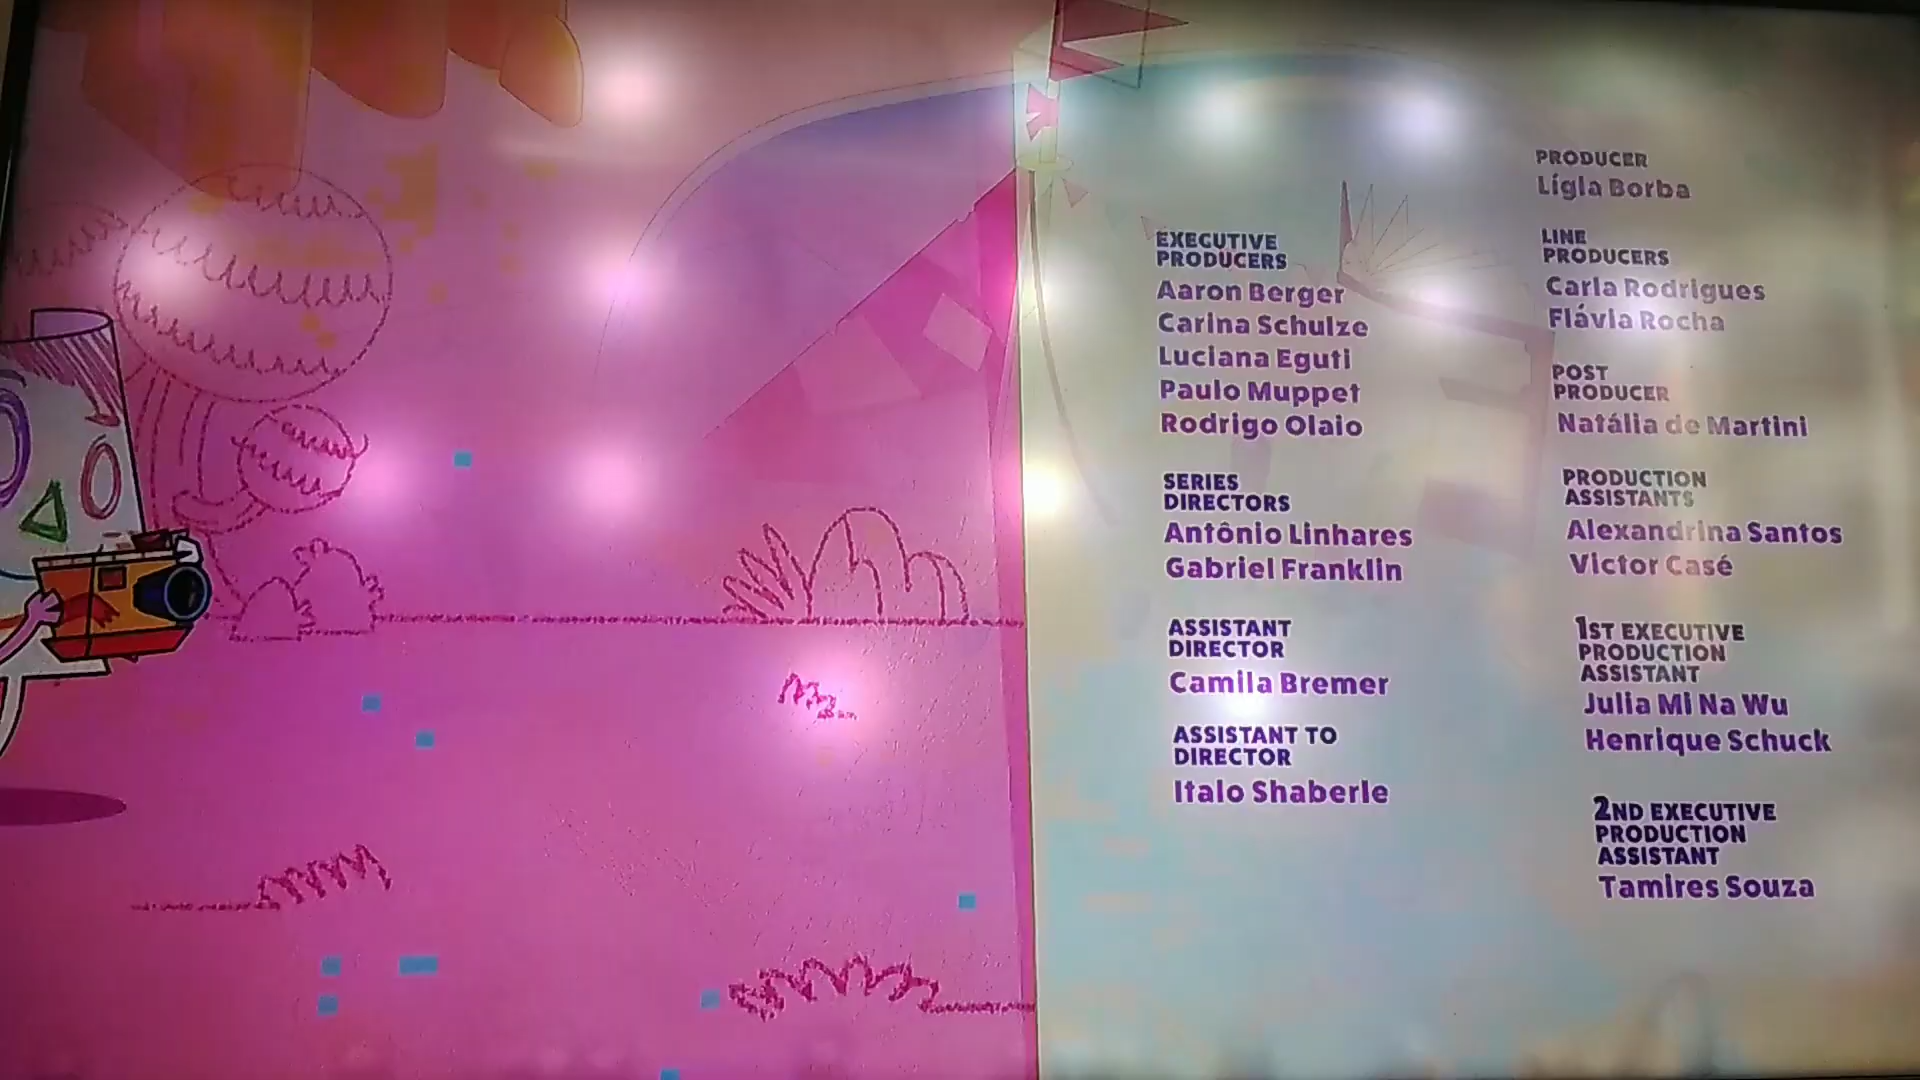 EXECUTIVE
PRODUCERS
Aaron Berger
Carina Schulze
Luciana Eguti
Paulo Muppet
Rodrigo Olaio
SERIES
DIRECTORS
Antônio Linhares
Gabriel Franklin
ASSISTANT
DIRECTOR
Camila Bremer
ASSISTANT TO
DIRECTOR
Italo Shaberle
PRODUCER
Lígia Borba
LINE
PRODUCERS
Carla Rodrigues
Flávia Rocha
POST
PRODUCER
Natália de Martini
PRODUCTION
ASSISTANTS
Alexandrina Santos
Victor Casé
1ST EXECUTIVE
PRODUCTION
ASSISTANT
Julia Mi Na Wu
Henrique Schuck
2ND EXECUTIVE
PRODUCTION
ASSISTANT
Tamires Souza